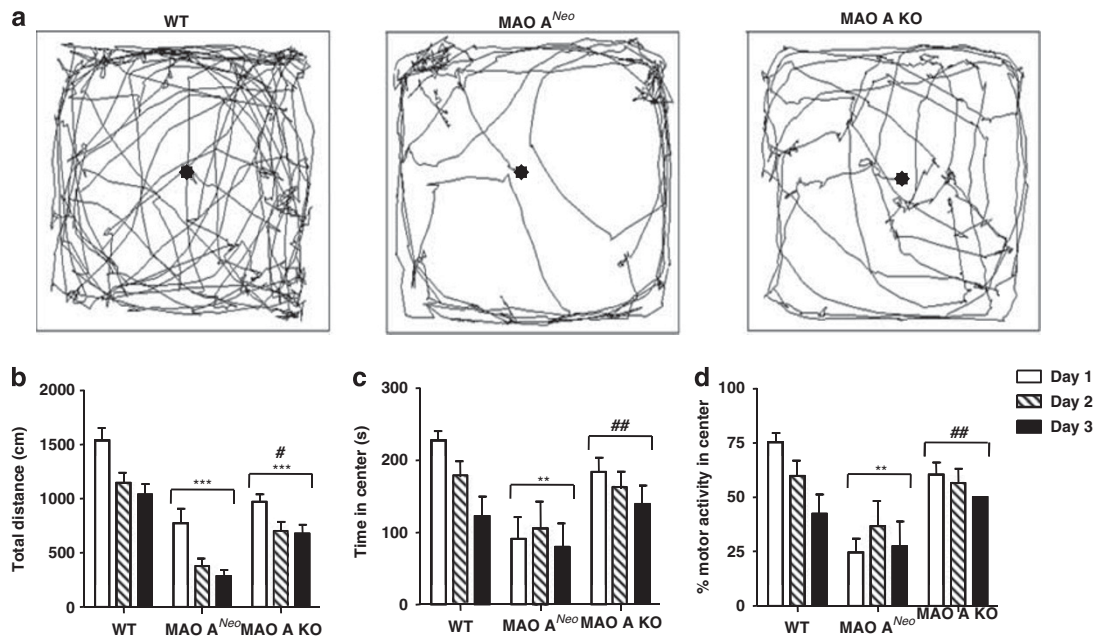 a
WT
MAO A^Neo
MAO A KO
b
Total distance (cm)
2000
1500
1000
500
0
***
#
***
WT
MAO A^Neo
MAO A KO
c
Time in center (s)
300
200
100
0
**
##
WT
MAO A^Neo
MAO A KO
d
% motor activity in center
100
75
50
25
0
**
##
WT
MAO A^Neo
MAO A KO
Day 1
Day 2
Day 3